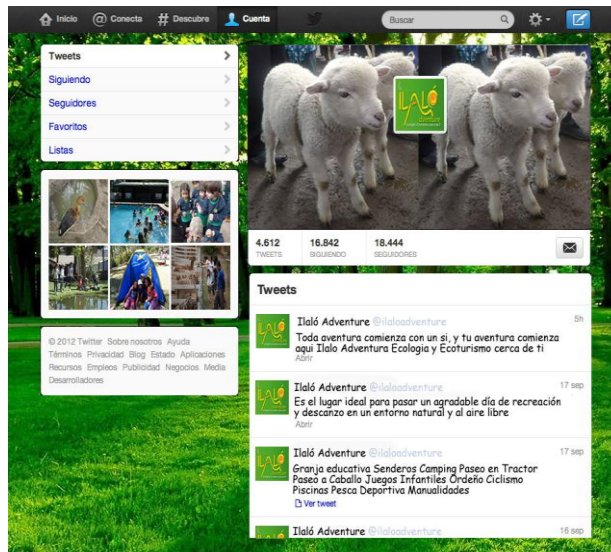 Inicio @ Conecta # Descubre Cuenta Buscar
Tweets
Siguiendo
Seguidores
Favoritos
Listas
© 2012 Twitter Sobre nosotros Ayuda
Términos Privacidad Blog Estado Aplicaciones
Recursos Empleos Publicidad Negocios Media
Desarrolladores
ILALÓ
4.612 16.842 18.444
TWEETS SIGUIENDO SEGUIDORES
Tweets
Ilaló Adventure @ilaloadventure 5h
Toda aventura comienza con un si, y tu aventura comienza
aqui Ilalo Adventura Ecologia y Ecoturismo cerca de ti
Abrir
Ilaló Adventure @ilaloadventure 17 sep
Es el lugar ideal para pasar un agradable día de recreación
y descanzo en un entorno natural y al aire libre
Abrir
Ilaló Adventure @ilaloadventure 17 sep
Granja educativa Senderos Camping Paseo en Tractor
Paseo a Caballo Juegos Infantiles Ordeño Ciclismo
Piscinas Pesca Deportiva Manualidades
Ver tweet
Ilaló Adventure @ilaloadventure 16 sep